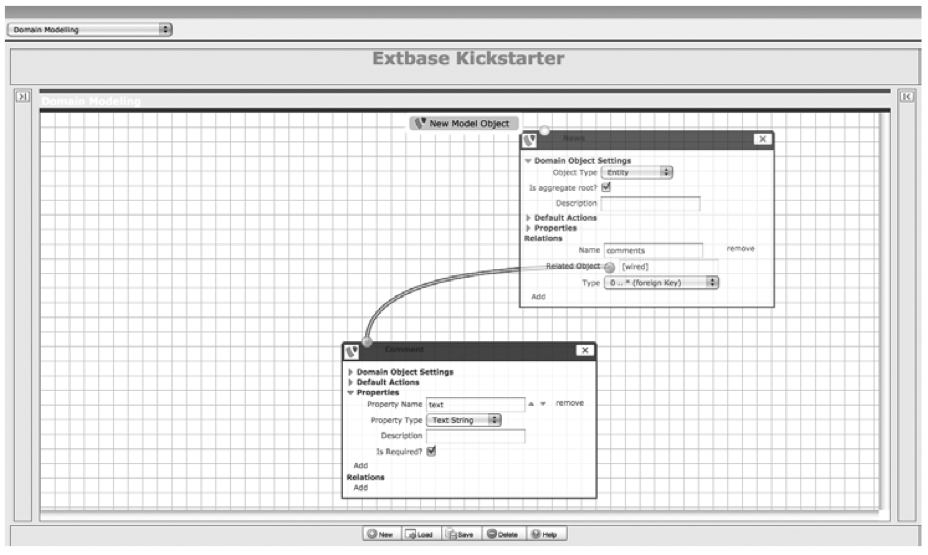 Domain Modelling
Extbase Kickstarter
Domain Modeling
New Model Object
News
Domain Object Settings
Object Type Entity
Is aggregate root?
Description
Default Actions
Properties
Relations
Name comments remove
Related Object [wired]
Type 0 .. * (foreign Key)
Add
Comment
Domain Object Settings
Default Actions
Properties
Property Name text remove
Property Type Text String
Description
Is Required?
Add
Relations
Add
New Load Save Delete Help